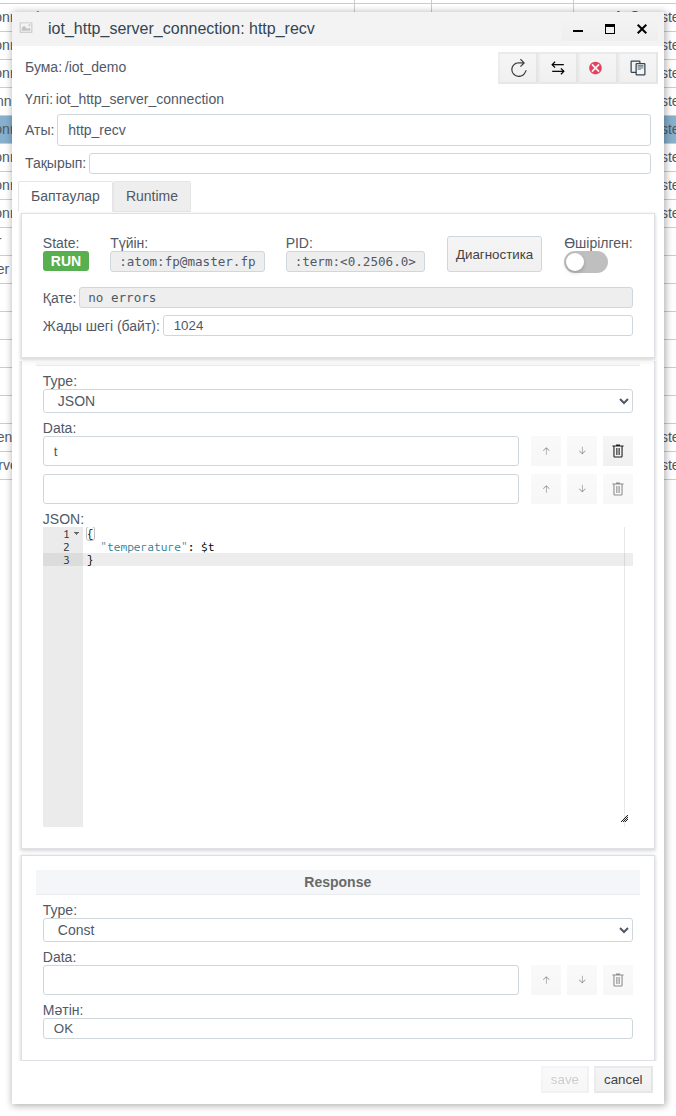 iot_http_server_connection: http_recv
Бума: /iot_demo
Үлгі: iot_http_server_connection
Аты: http_recv
Тақырып:
Баптаулар Runtime
State: Түйін: PID: Диагностика Өшірілген:
RUN :atom:fp@master.fp :term:<0.2506.0>
Қате: no errors
Жады шегі (байт): 1024
Type:
JSON
Data:
t
JSON:
1 {
2 "temperature": $t
3 }
Response
Type:
Const
Data:
Мәтін:
OK
save cancel